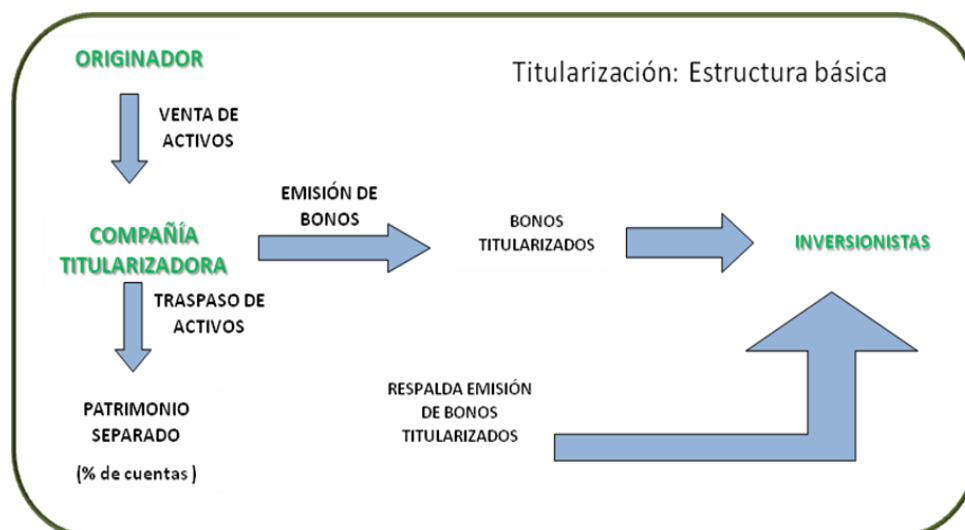 ORIGINADOR
Titularización: Estructura básica
VENTA DE
ACTIVOS
EMISIÓN DE
BONOS
COMPAÑÍA
TITULARIZADORA
BONOS
TITULARIZADOS
INVERSIONISTAS
TRASPASO DE
ACTIVOS
PATRIMONIO
SEPARADO
(% de cuentas )
RESPALDA EMISIÓN
DE BONOS
TITULARIZADOS